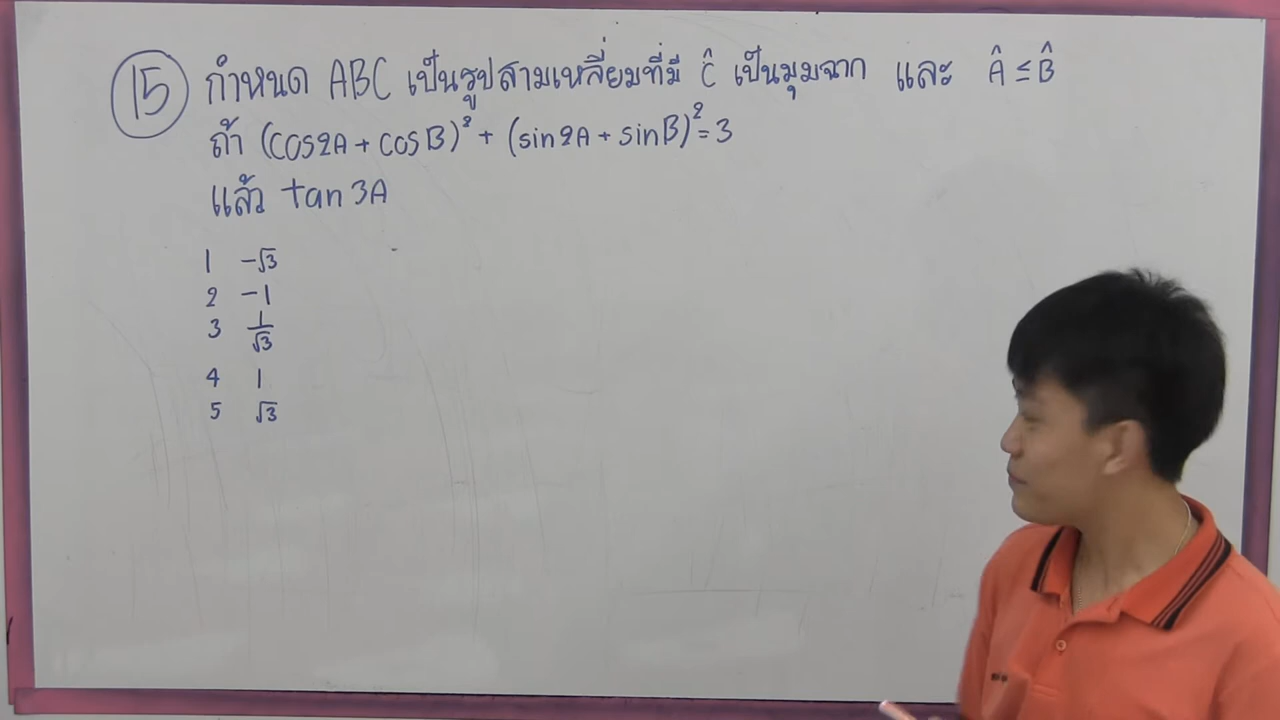 15 กำหนด ABC เป็นรูปสามเหลี่ยมที่มี Ĉ เป็นมุมฉาก และ Â ≤ B̂
ถ้า (cos2A + cosB)² + (sin2A + sinB)² = 3
แล้ว tan 3A
1 -√3
2 -1
3 1/√3
4 1
5 √3